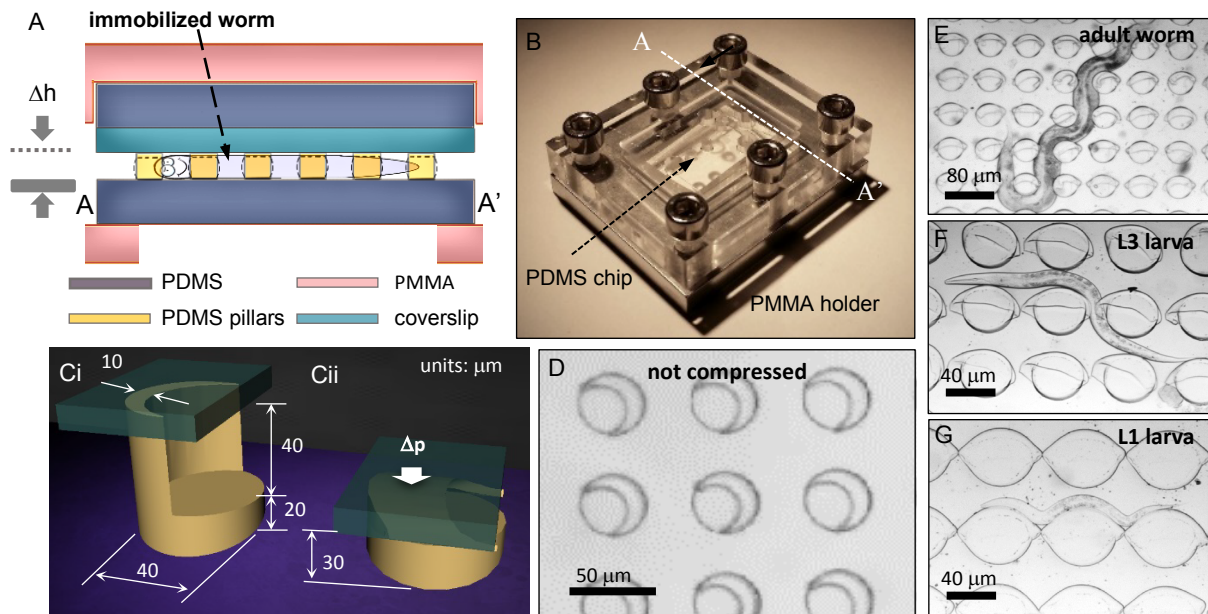 A
immobilized worm
Δh
A
A'
PDMS
PMMA
PDMS pillars
coverslip
B
A
A'
PDMS chip
PMMA holder
Ci
10
40
20
40
Cii
units: μm
Δp
30
D
not compressed
50 μm
E
adult worm
80 μm
F
L3 larva
40 μm
G
L1 larva
40 μm